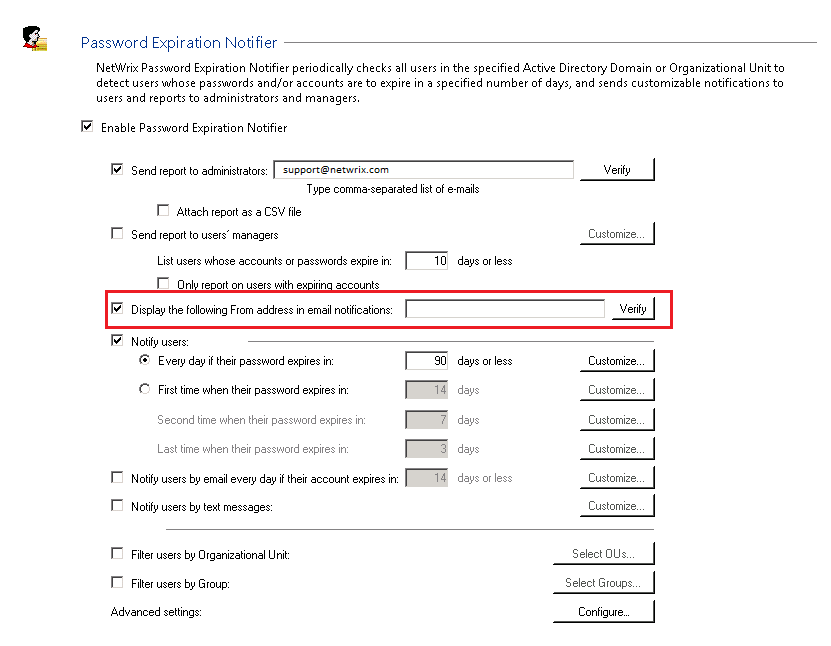 Password Expiration Notifier
NetWrix Password Expiration Notifier periodically checks all users in the specified Active Directory Domain or Organizational Unit to
detect users whose passwords and/or accounts are to expire in a specified number of days, and sends customizable notifications to
users and reports to administrators and managers.
Enable Password Expiration Notifier
Send report to administrators: support@netwrix.com Verify
Type comma-separated list of e-mails
Attach report as a CSV file
Send report to users' managers Customize...
List users whose accounts or passwords expire in: 10 days or less
Only report on users with expiring accounts
Display the following From address in email notifications: Verify
Notify users:
Every day if their password expires in: 90 days or less Customize...
First time when their password expires in: 14 days Customize...
Second time when their password expires in: 7 days Customize...
Last time when their password expires in: 3 days Customize...
Notify users by email every day if their account expires in: 14 days or less Customize...
Notify users by text messages: Customize...
Filter users by Organizational Unit: Select OUs...
Filter users by Group: Select Groups...
Advanced settings: Configure...